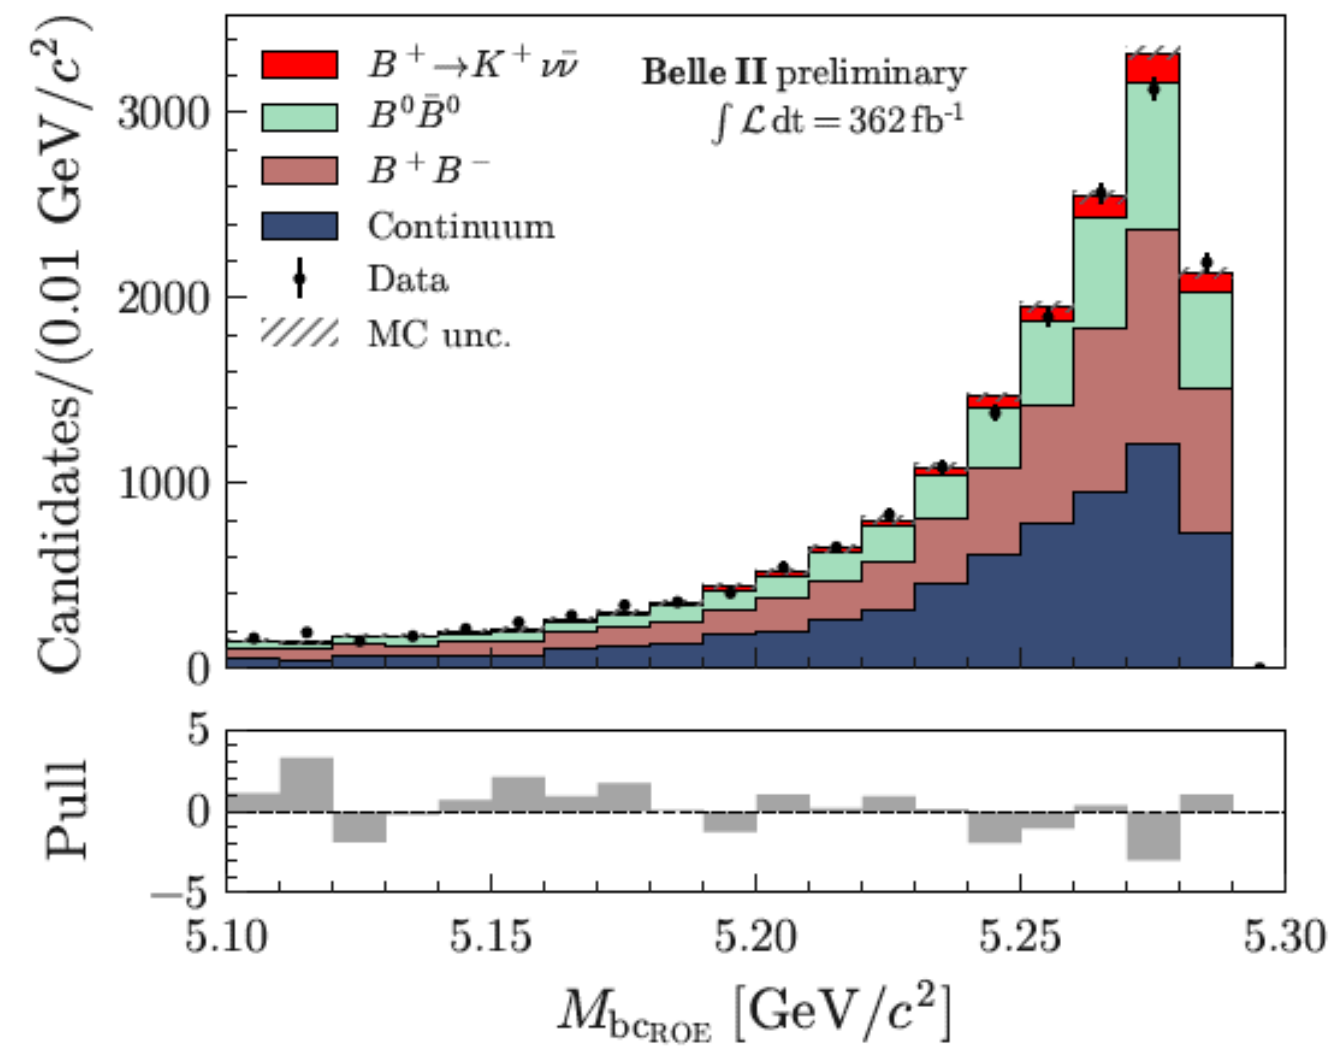 Candidates/(0.01 GeV/c²)
3000
2000
1000
0
B⁺→K⁺νν̄
B⁰B̄⁰
B⁺B⁻
Continuum
Data
MC unc.
Belle II preliminary
∫ℒdt = 362 fb⁻¹
Pull
5
0
−5
5.10 5.15 5.20 5.25 5.30
M_bc_ROE [GeV/c²]